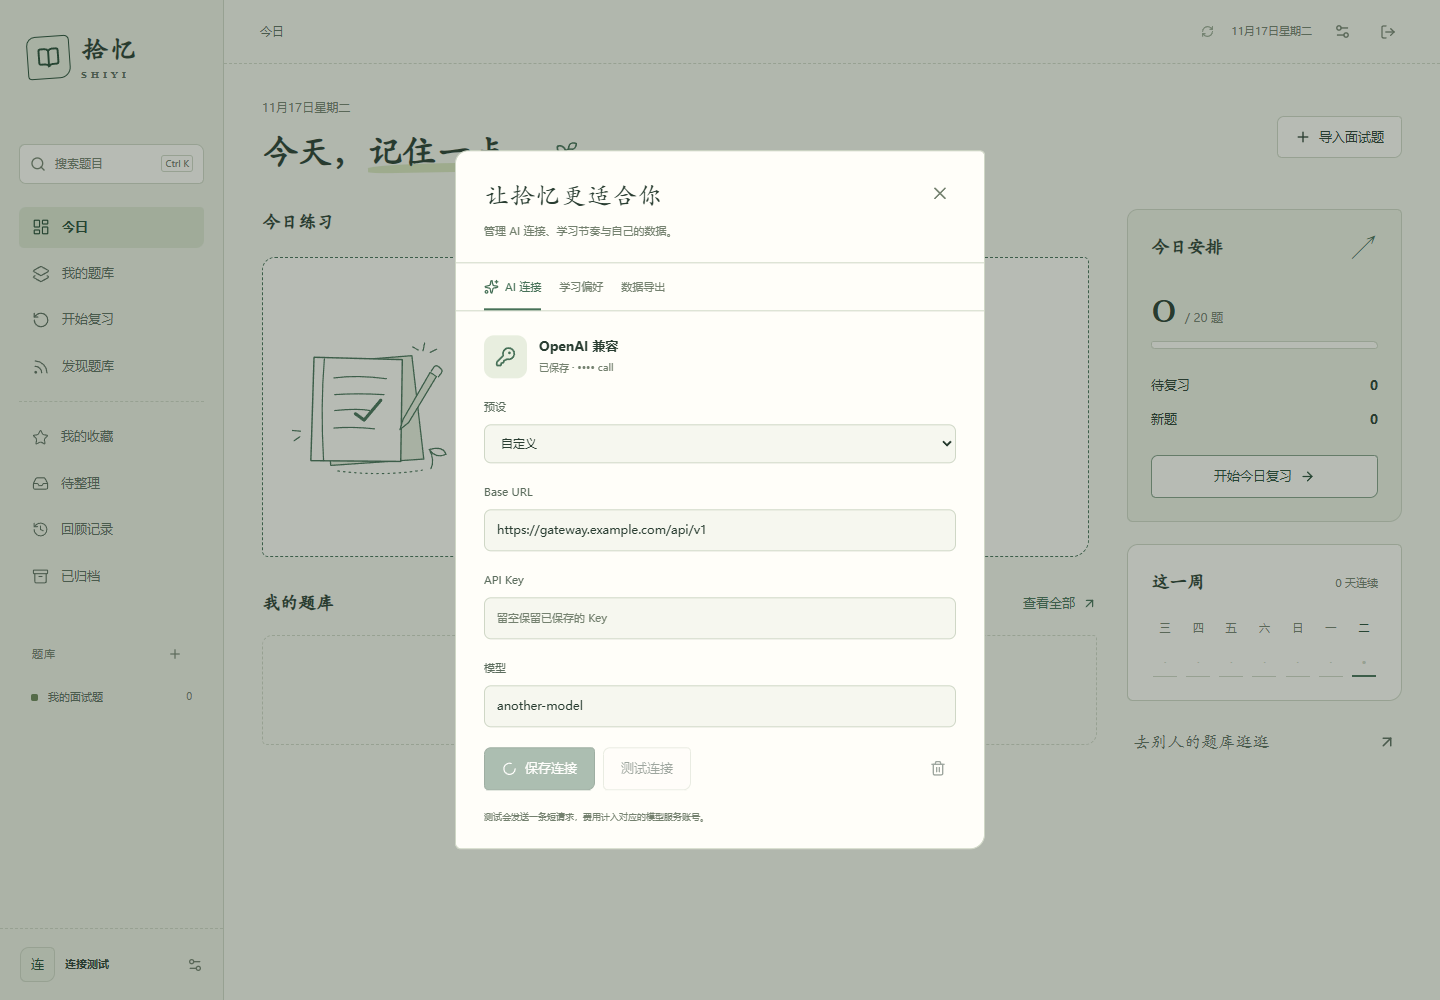 拾忆
SHIYI
搜索题目
Ctrl K
今日
我的题库
开始复习
发现题库
我的收藏
待整理
回顾记录
已归档
题库
我的面试题
0
连
连接测试
今日
11月17日星期二
11月17日星期二
今天，记住一点
导入面试题
今日练习
我的题库
查看全部
让拾忆更适合你
管理 AI 连接、学习节奏与自己的数据。
AI 连接
学习偏好
数据导出
OpenAI 兼容
已保存 · •••• call
预设
自定义
Base URL
https://gateway.example.com/api/v1
API Key
留空保留已保存的 Key
模型
another-model
保存连接
测试连接
测试会发送一条短请求，费用计入对应的模型服务账号。
今日安排
0 / 20 题
待复习
0
新题
0
开始今日复习
这一周
0 天连续
三 四 五 六 日 一 二
去别人的题库逛逛